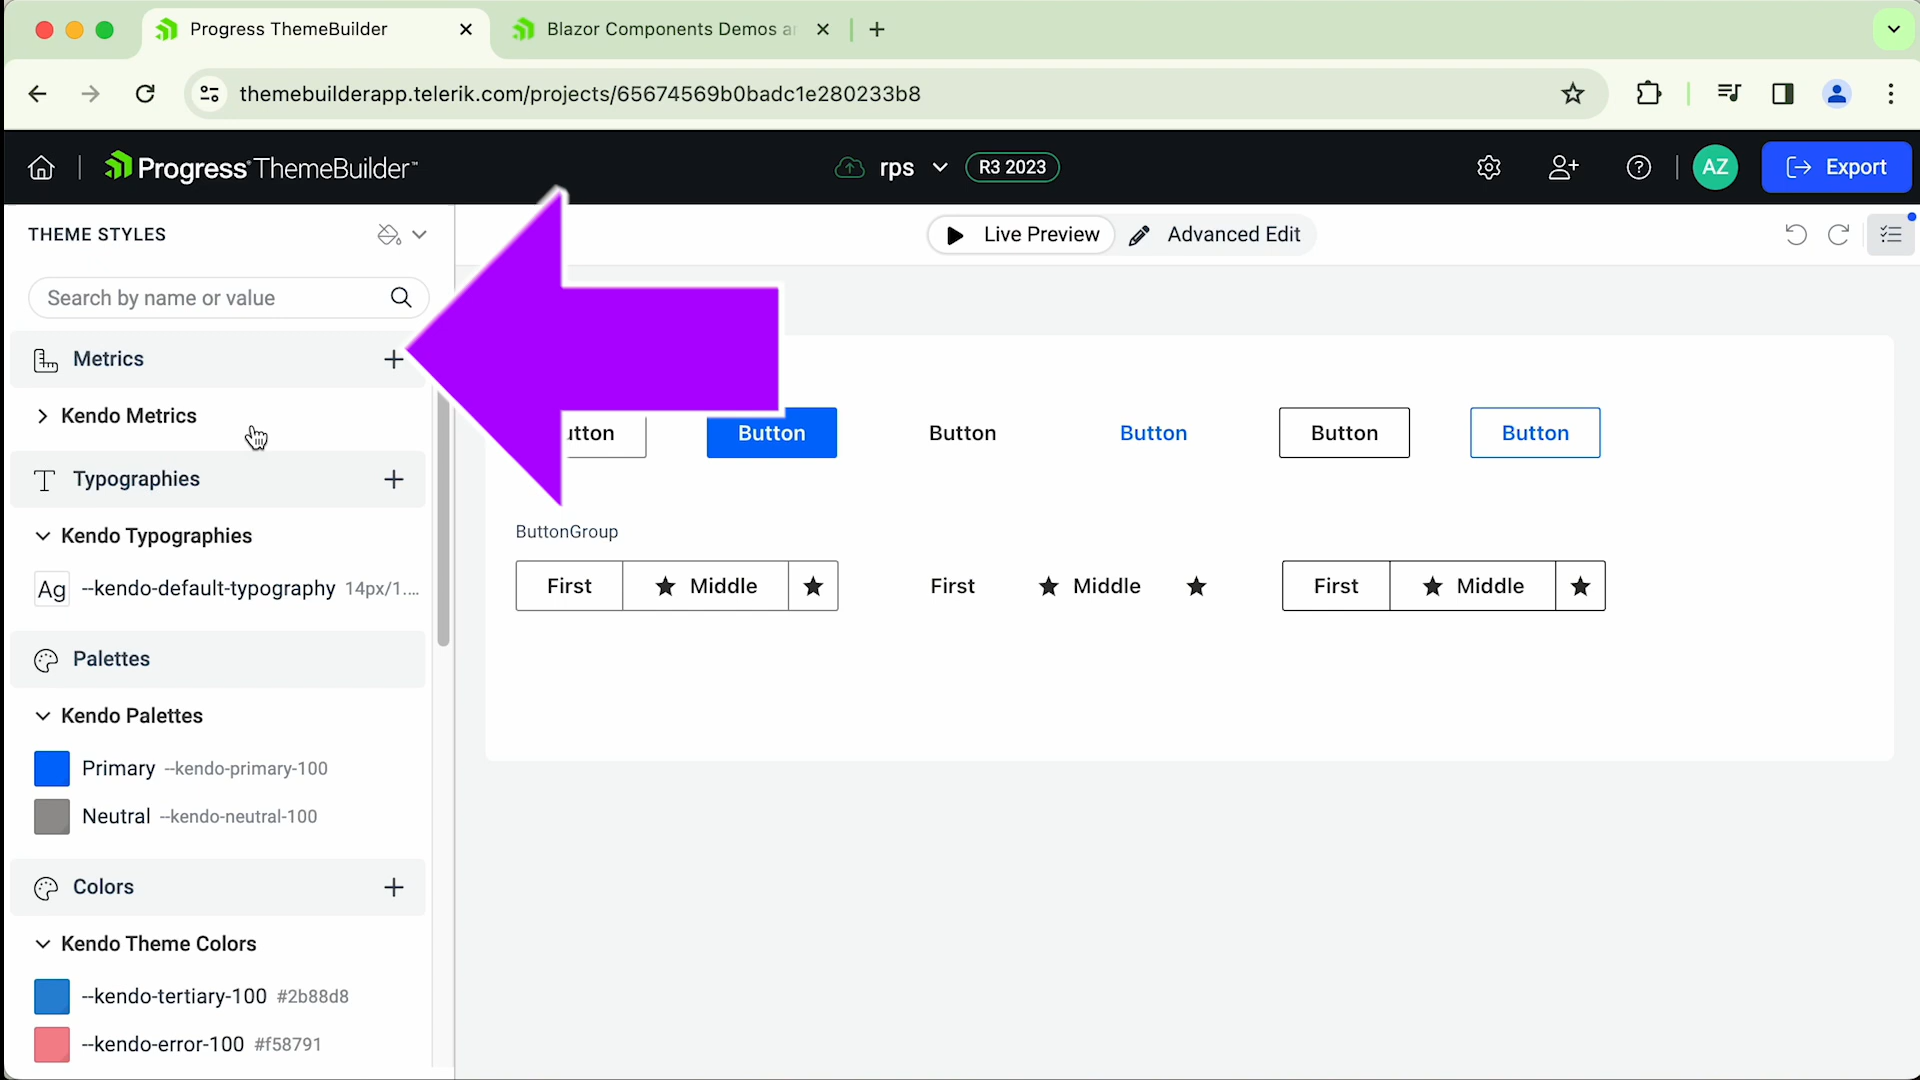 Progress ThemeBuilder
Blazor Components Demos a
themebuilderapp.telerik.com/projects/65674569b0badc1e280233b8
Progress ThemeBuilder
rps
R3 2023
AZ
Export
THEME STYLES
Live Preview
Advanced Edit
Search by name or value
Metrics
Kendo Metrics
Typographies
Kendo Typographies
Ag --kendo-default-typography 14px/1....
Palettes
Kendo Palettes
Primary --kendo-primary-100
Neutral --kendo-neutral-100
Colors
Kendo Theme Colors
--kendo-tertiary-100 #2b88d8
--kendo-error-100 #f58791
utton Button Button Button Button Button
ButtonGroup
First Middle First Middle First Middle